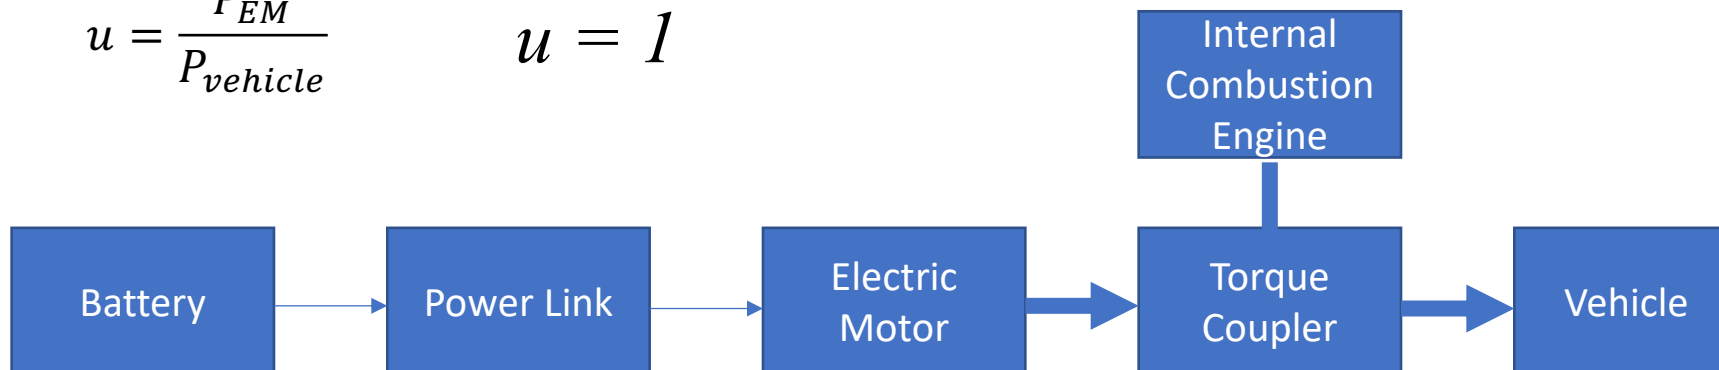 u = P_EM / P_vehicle
u = 1
Internal
Combustion
Engine
Battery
Power Link
Electric
Motor
Torque
Coupler
Vehicle